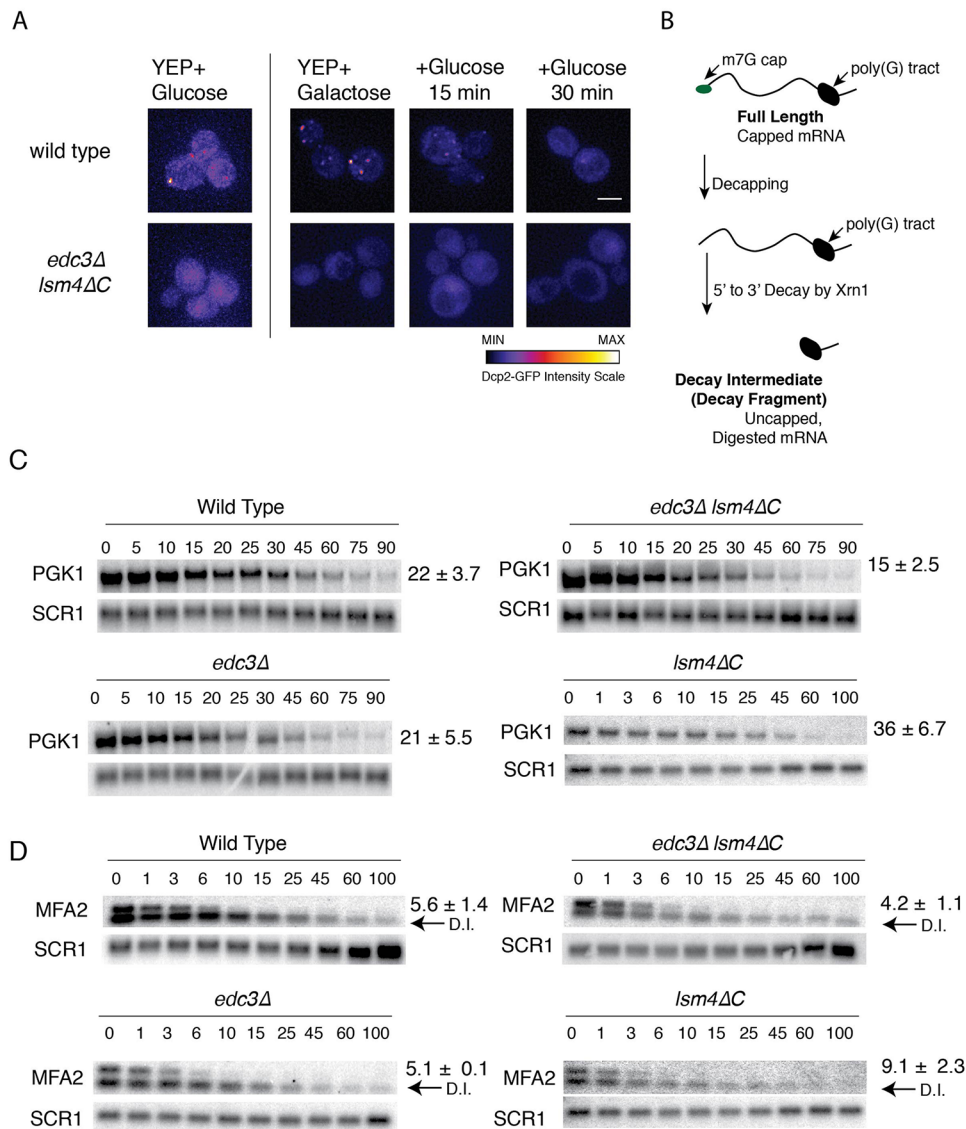 A
YEP+
Glucose
YEP+
Galactose
+Glucose
15 min
+Glucose
30 min
wild type
edc3Δ
lsm4ΔC
MIN
MAX
Dcp2-GFP Intensity Scale
B
m7G cap
poly(G) tract
Full Length
Capped mRNA
Decapping
poly(G) tract
5' to 3' Decay by Xrn1
Decay Intermediate
(Decay Fragment)
Uncapped,
Digested mRNA
C
Wild Type
0 5 10 15 20 25 30 45 60 75 90
PGK1
22 ± 3.7
SCR1
edc3Δ lsm4ΔC
0 5 10 15 20 25 30 45 60 75 90
PGK1
15 ± 2.5
SCR1
edc3Δ
0 5 10 15 20 25 30 45 60 75 90
PGK1
21 ± 5.5
lsm4ΔC
0 1 3 6 10 15 25 45 60 100
PGK1
36 ± 6.7
SCR1
D
Wild Type
0 1 3 6 10 15 25 45 60 100
MFA2
5.6 ± 1.4
D.I.
SCR1
edc3Δ lsm4ΔC
0 1 3 6 10 15 25 45 60 100
MFA2
4.2 ± 1.1
D.I.
SCR1
edc3Δ
0 1 3 6 10 15 25 45 60 100
MFA2
5.1 ± 0.1
D.I.
SCR1
lsm4ΔC
0 1 3 6 10 15 25 45 60 100
MFA2
9.1 ± 2.3
D.I.
SCR1